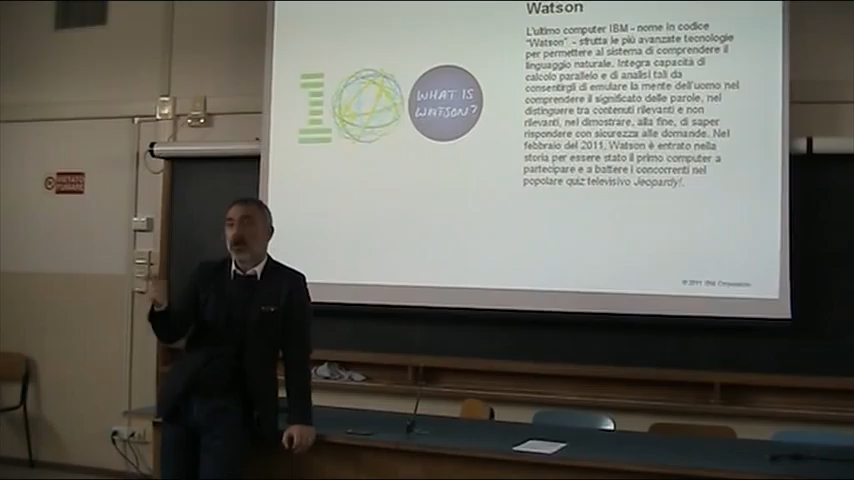 Watson
L'ultimo computer IBM – nome in codice
"Watson" – sfrutta le più avanzate tecnologie
per permettere al sistema di comprendere il
linguaggio naturale. Integra capacità di
calcolo parallelo e di analisi tali da
consentirgli di emulare la mente dell'uomo nel
comprendere il significato delle parole, nel
distinguere tra contenuti rilevanti e non
rilevanti, nel dimostrare, alla fine, di saper
rispondere con sicurezza alle domande. Nel
febbraio del 2011, Watson è entrato nella
storia per essere stato il primo computer a
partecipare e a battere i concorrenti nel
popolare quiz televisivo Jeopardy!.
100
WHAT IS
WATSON?
VIETATO
FUMARE
© 2011 IBM Corporation